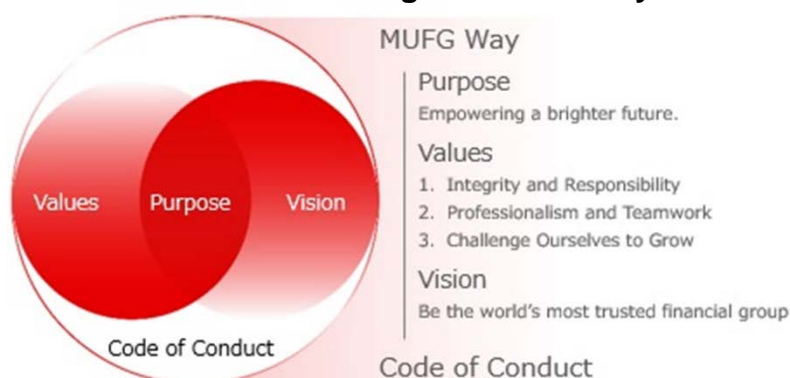 MUFG Way
Purpose
Empowering a brighter future.
Values
1. Integrity and Responsibility
2. Professionalism and Teamwork
3. Challenge Ourselves to Grow
Vision
Be the world's most trusted financial group
Code of Conduct
Values
Purpose
Vision
Code of Conduct